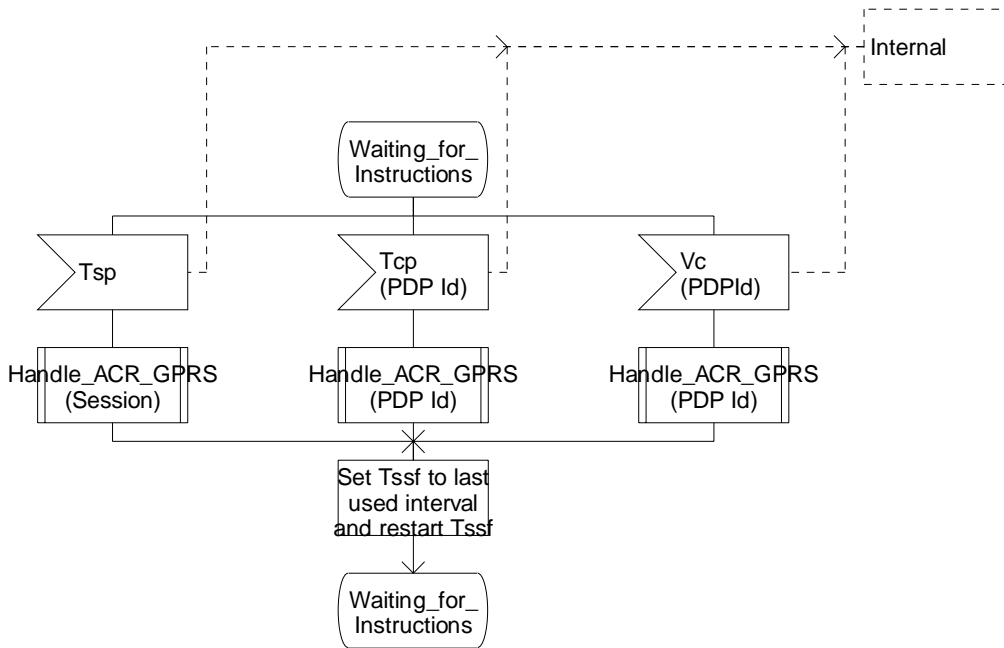 Internal
Waiting_for_
Instructions
Tsp
Tcp
(PDP Id)
Vc
(PDPId)
Handle_ACR_GPRS
(Session)
Handle_ACR_GPRS
(PDP Id)
Handle_ACR_GPRS
(PDP Id)
Set Tssf to last
used interval
and restart Tssf
Waiting_for_
Instructions